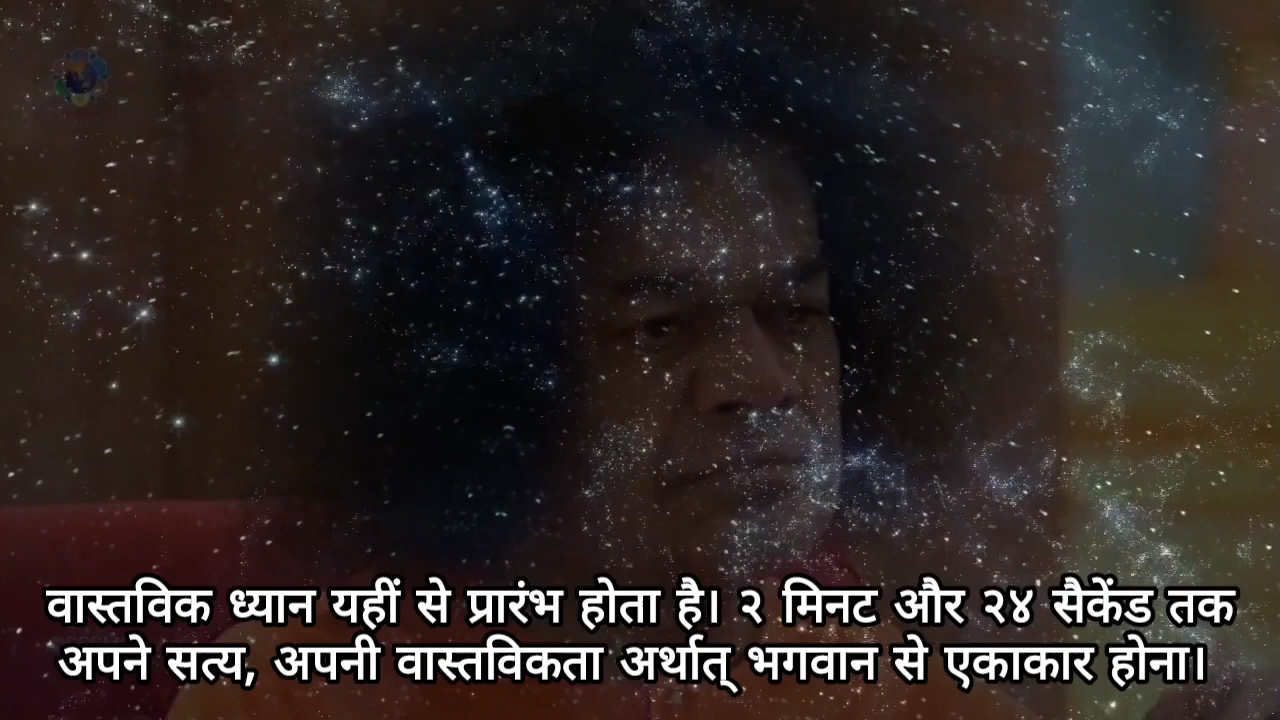 वास्तविक ध्यान यहीं से प्रारंभ होता है। २ मिनट और २४ सैकेंड तक
अपने सत्य, अपनी वास्तविकता अर्थात् भगवान से एकाकार होना।